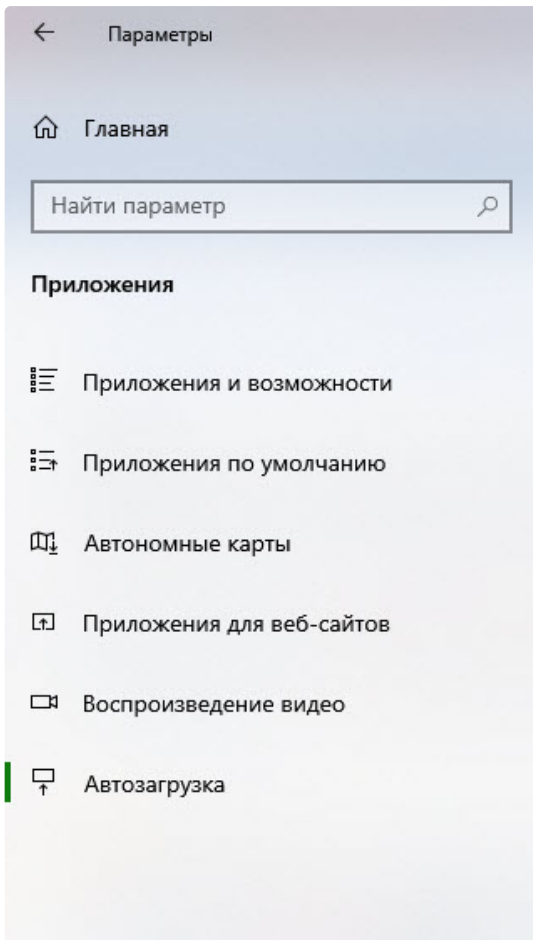 Параметры
Главная
Найти параметр
Приложения
Приложения и возможности
Приложения по умолчанию
Автономные карты
Приложения для веб-сайтов
Воспроизведение видео
Автозагрузка